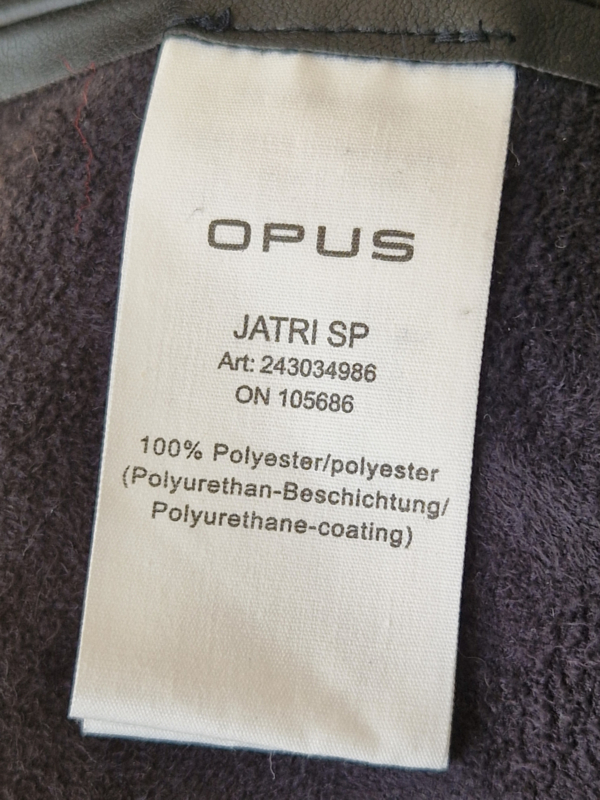 OPUS
JATRI SP
Art: 243034986
ON 105686
100% Polyester/polyester
(Polyurethan-Beschichtung/
Polyurethane-coating)